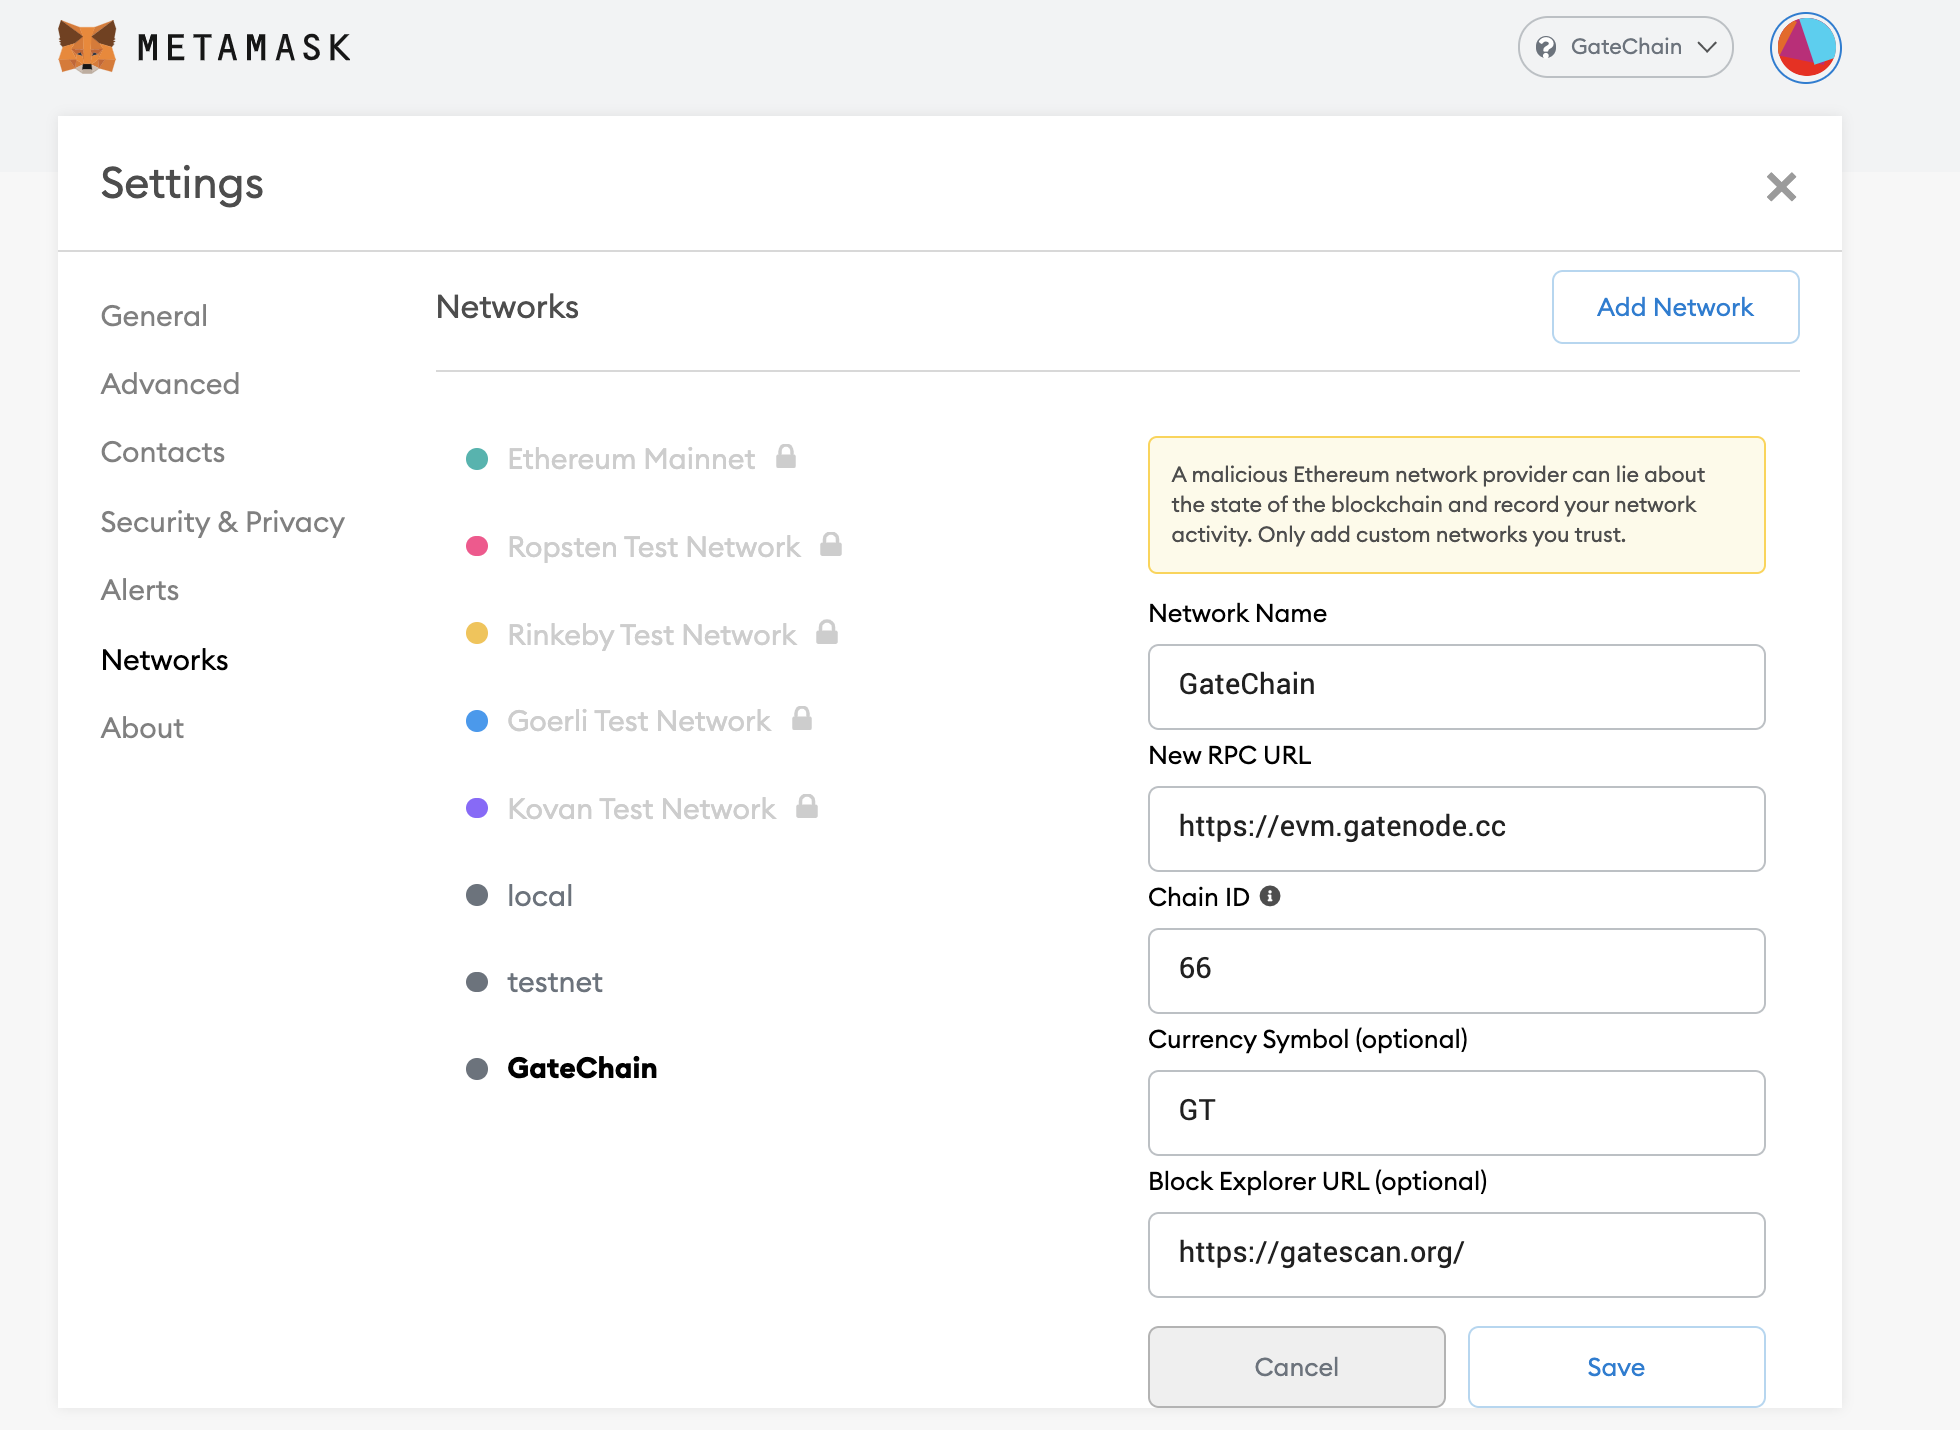 METAMASK
GateChain
Settings
General
Advanced
Contacts
Security & Privacy
Alerts
Networks
About
Networks
Add Network
Ethereum Mainnet
Ropsten Test Network
Rinkeby Test Network
Goerli Test Network
Kovan Test Network
local
testnet
GateChain
A malicious Ethereum network provider can lie about
the state of the blockchain and record your network
activity. Only add custom networks you trust.
Network Name
GateChain
New RPC URL
https://evm.gatenode.cc
Chain ID
66
Currency Symbol (optional)
GT
Block Explorer URL (optional)
https://gatescan.org/
Cancel
Save